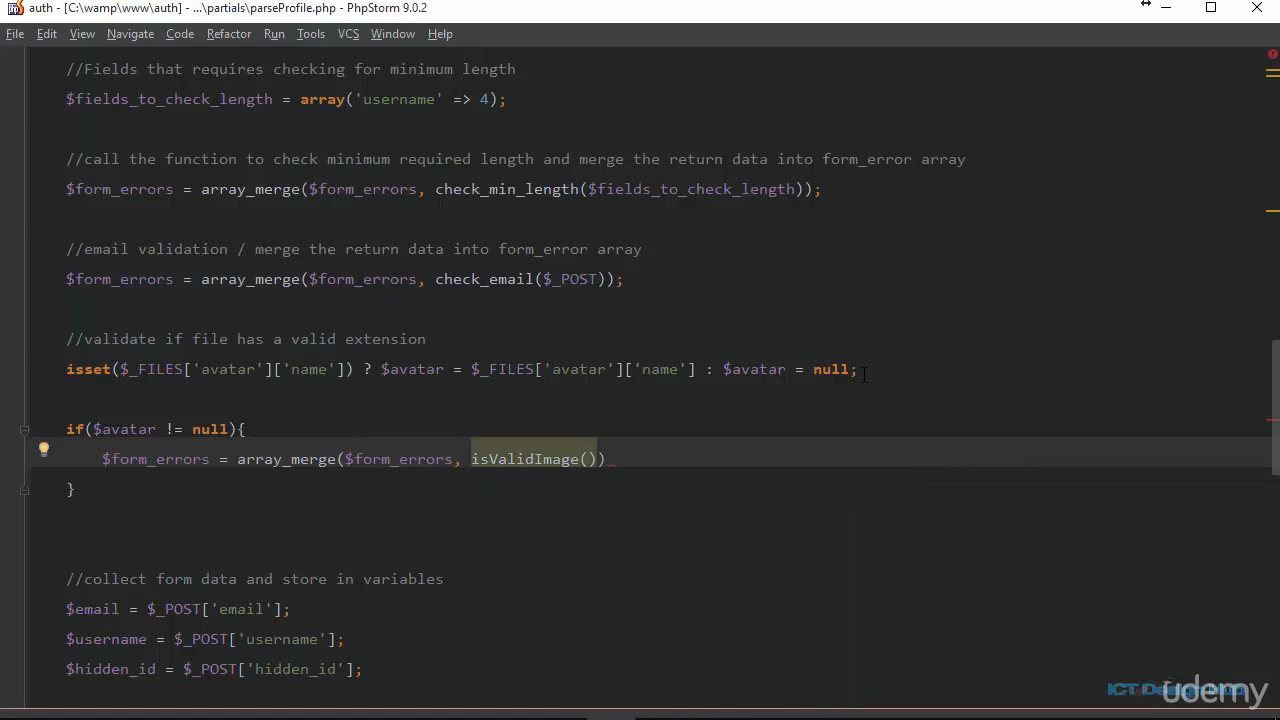 auth - [C:\wamp\www\auth] - ...\partials\parseProfile.php - PhpStorm 9.0.2
File Edit View Navigate Code Refactor Run Tools VCS Window Help
//Fields that requires checking for minimum length
$fields_to_check_length = array('username' => 4);
//call the function to check minimum required length and merge the return data into form_error array
$form_errors = array_merge($form_errors, check_min_length($fields_to_check_length));
//email validation / merge the return data into form_error array
$form_errors = array_merge($form_errors, check_email($_POST));
//validate if file has a valid extension
isset($_FILES['avatar']['name']) ? $avatar = $_FILES['avatar']['name'] : $avatar = null;
if($avatar != null){
$form_errors = array_merge($form_errors, isValidImage())
}
//collect form data and store in variables
$email = $_POST['email'];
$username = $_POST['username'];
$hidden_id = $_POST['hidden_id'];
ICT Design Hub
udemy